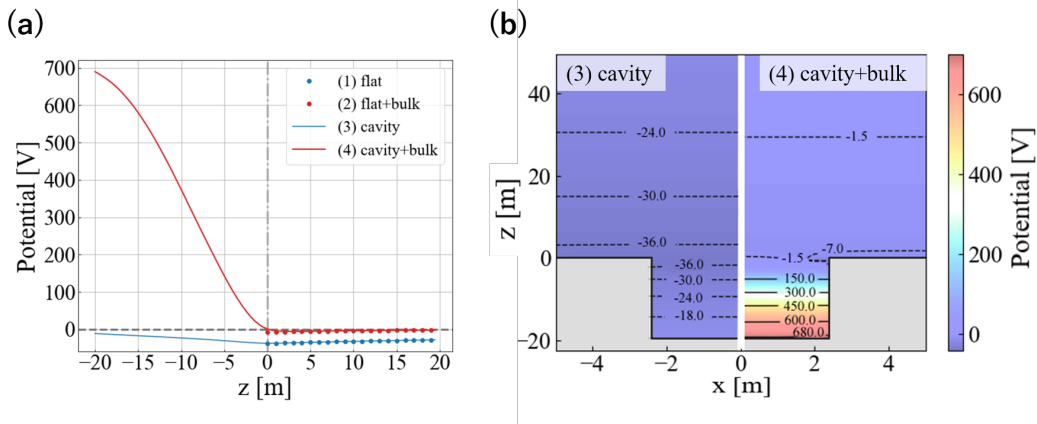 (a)
Potential [V]
700
600
500
400
300
200
100
0
−20 −15 −10 −5 0 5 10 15 20
z [m]
(1) flat
(2) flat+bulk
(3) cavity
(4) cavity+bulk
(b)
(3) cavity (4) cavity+bulk
z [m]
40
20
0
−20
-24.0
-30.0
-36.0
-36.0
-30.0
-24.0
-18.0
-1.5
-7.0
-1.5
150.0
300.0
450.0
600.0
680.0
−4 −2 0 2 4
x [m]
600
400
200
0
Potential [V]